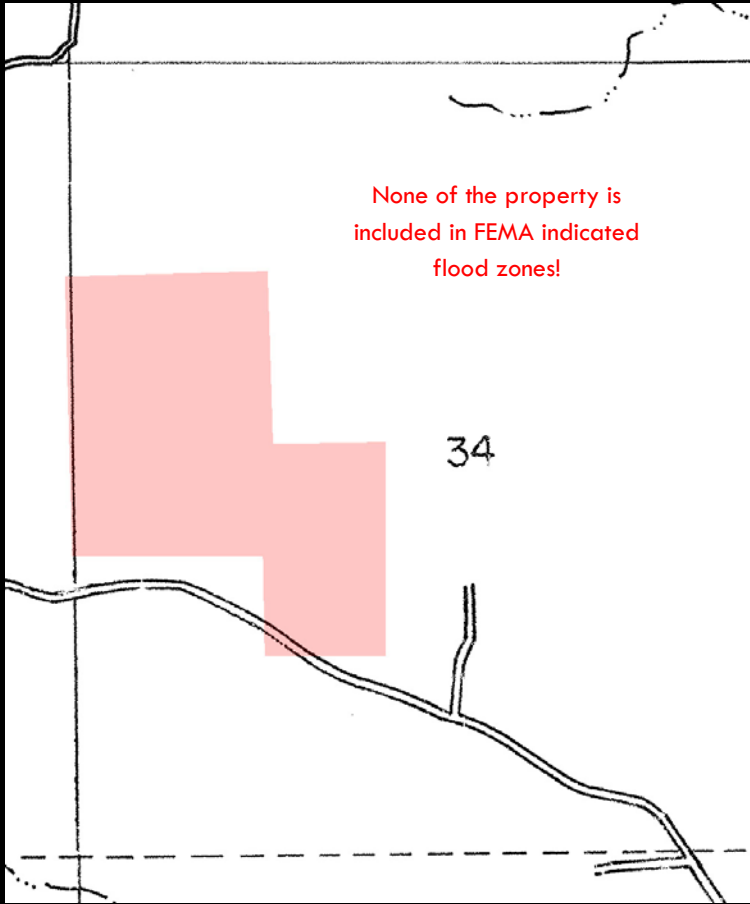 None of the property is
included in FEMA indicated
flood zones!
34